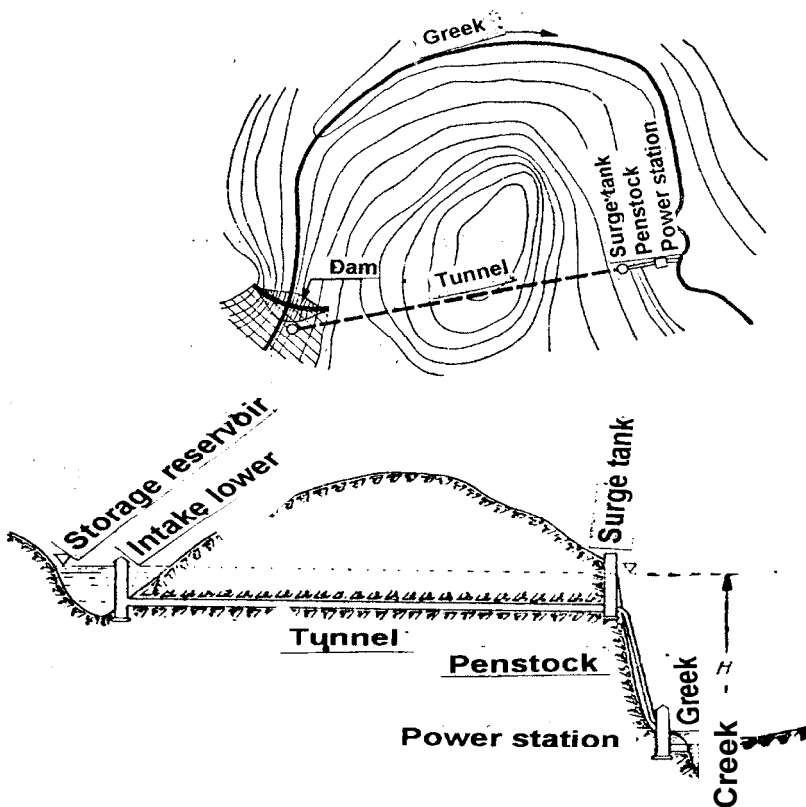 Greek
Surge tank
Penstock
Power station
Đam
Tunnel
Storage reservoir
Intake lower
Surge tank
Tunnel
Penstock
H
Greek
Power station
Creek